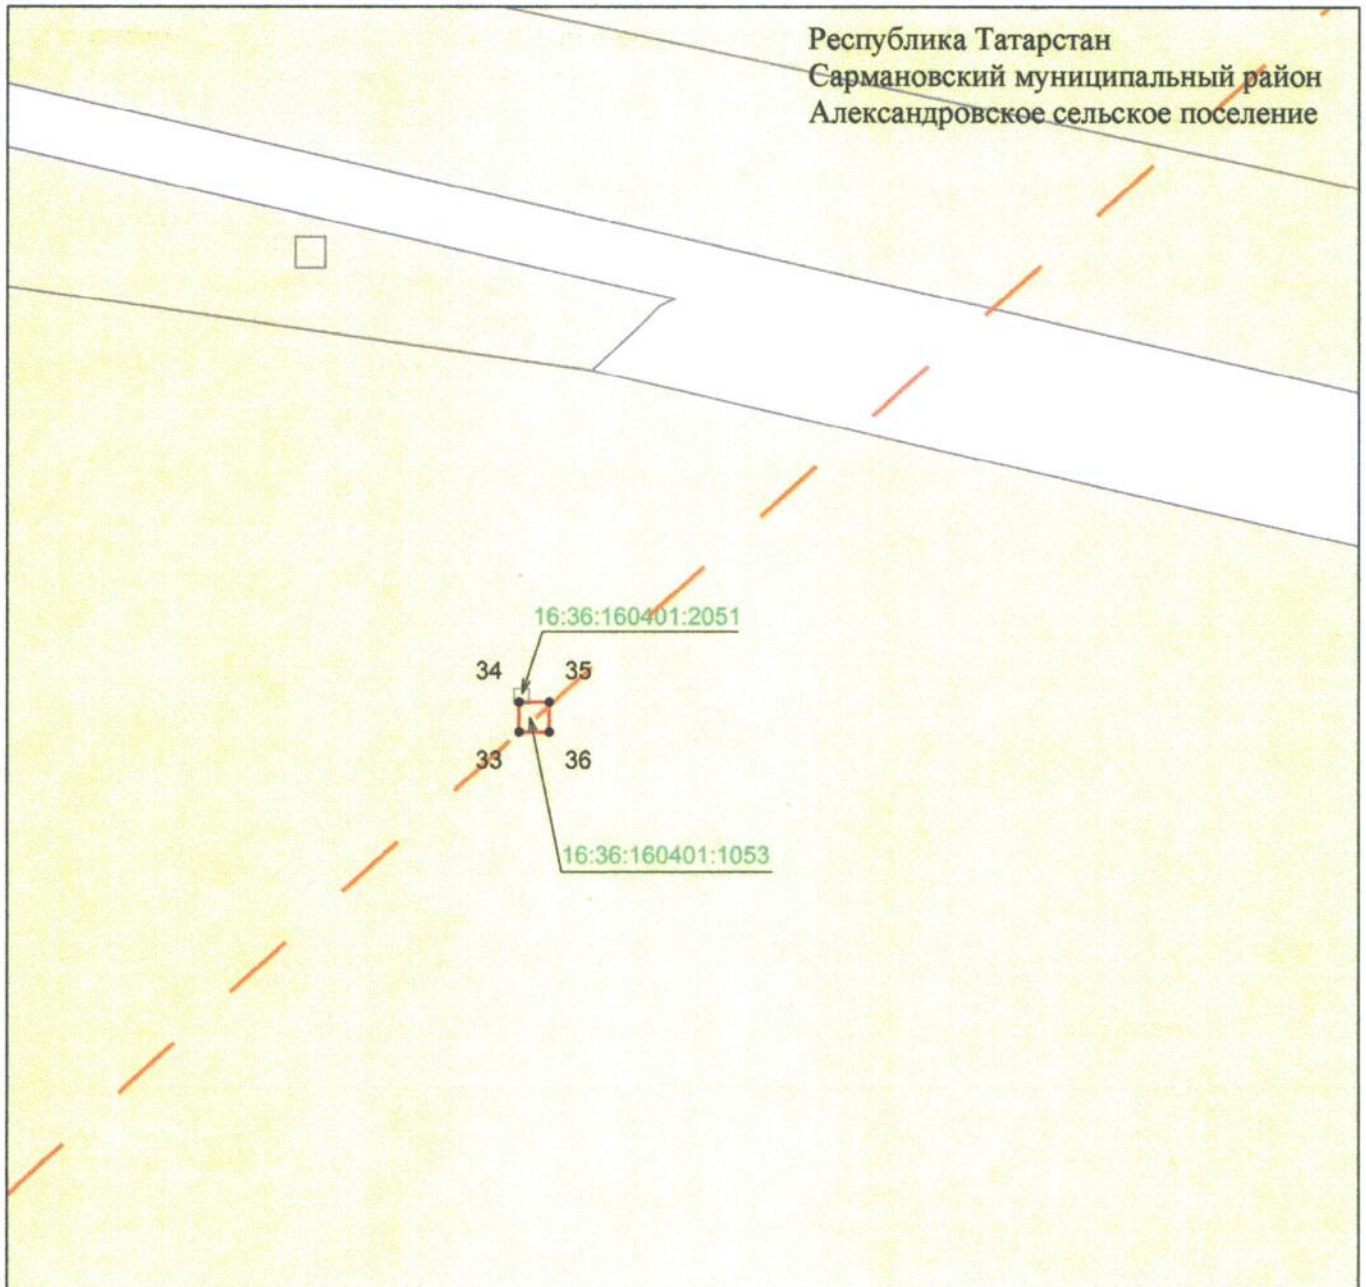 Республика Татарстан
Сармановский муниципальный район
Александровское сельское поселение
16:36:160401:2051
34
35
33
36
16:36:160401:1053